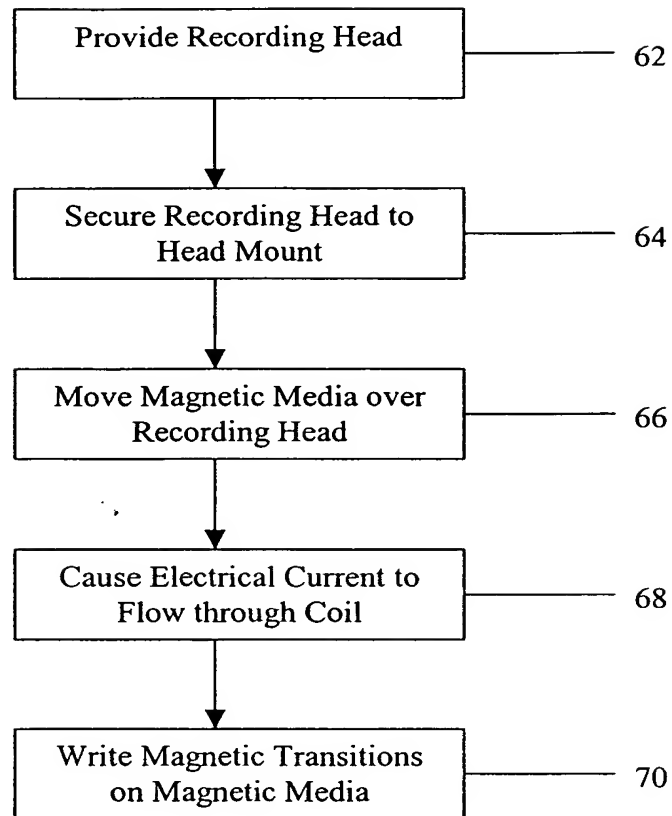 Provide Recording Head
62
Secure Recording Head to
Head Mount
64
Move Magnetic Media over
Recording Head
66
Cause Electrical Current to
Flow through Coil
68
Write Magnetic Transitions
on Magnetic Media
70